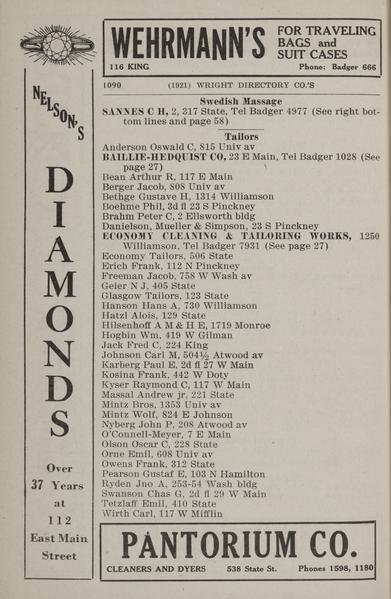 WEHRMANN'S
FOR TRAVELING
BAGS and
SUIT CASES
116 KING
Phone: Badger 666
NELSON'S
DIAMONDS
Over
37 Years
at
112
East Main
Street
1090 (1921) WRIGHT DIRECTORY CO.'S
Swedish Massage
SANNES C H, 2, 317 State, Tel Badger 4977 (See right bot-
tom lines and page 58)
Tailors
Anderson Oswald C, 815 Univ av
BAILLIE-HEDQUIST CO, 23 E Main, Tel Badger 1028 (See
page 27)
Bean Arthur R, 117 E Main
Berger Jacob, 808 Univ av
Bethge Gustave H, 1314 Williamson
Boehme Phil, 3d fl 23 S Pinckney
Brahm Peter C, 2 Ellsworth bldg
Danielson, Mueller & Simpson, 23 S Pinckney
ECONOMY CLEANING & TAILORING WORKS, 1250
Williamson, Tel Badger 7931 (See page 27)
Economy Tailors, 506 State
Erich Frank, 112 N Pinckney
Freeman Jacob, 758 W Wash av
Geier N J, 405 State
Glasgow Tailors, 123 State
Hanson Hans A, 730 Williamson
Hatzl Alois, 129 State
Hilsenhoff A M & H E, 1719 Monroe
Hogbin Wm, 419 W Gilman
Jack Fred C, 224 King
Johnson Carl M, 504½ Atwood av
Karberg Paul E, 2d fl 27 W Main
Kosina Frank, 442 W Doty
Kyser Raymond C, 117 W Main
Massal Andrew jr, 221 State
Mintz Bros, 1353 Univ av
Mintz Wolf, 824 E Johnson
Nyberg John P, 208 Atwood av
O'Connell-Meyer, 7 E Main
Olson Oscar C, 228 State
Orne Emil, 608 Univ av
Owens Frank, 312 State
Pearson Gustaf E, 103 N Hamilton
Ryden Jno A, 253-54 Wash bldg
Swanson Chas G, 2d fl 29 W Main
Tetzlaff Emil, 410 State
Wirth Carl, 117 W Mifflin
PANTORIUM CO.
CLEANERS AND DYERS 538 State St. Phones 1598, 1180